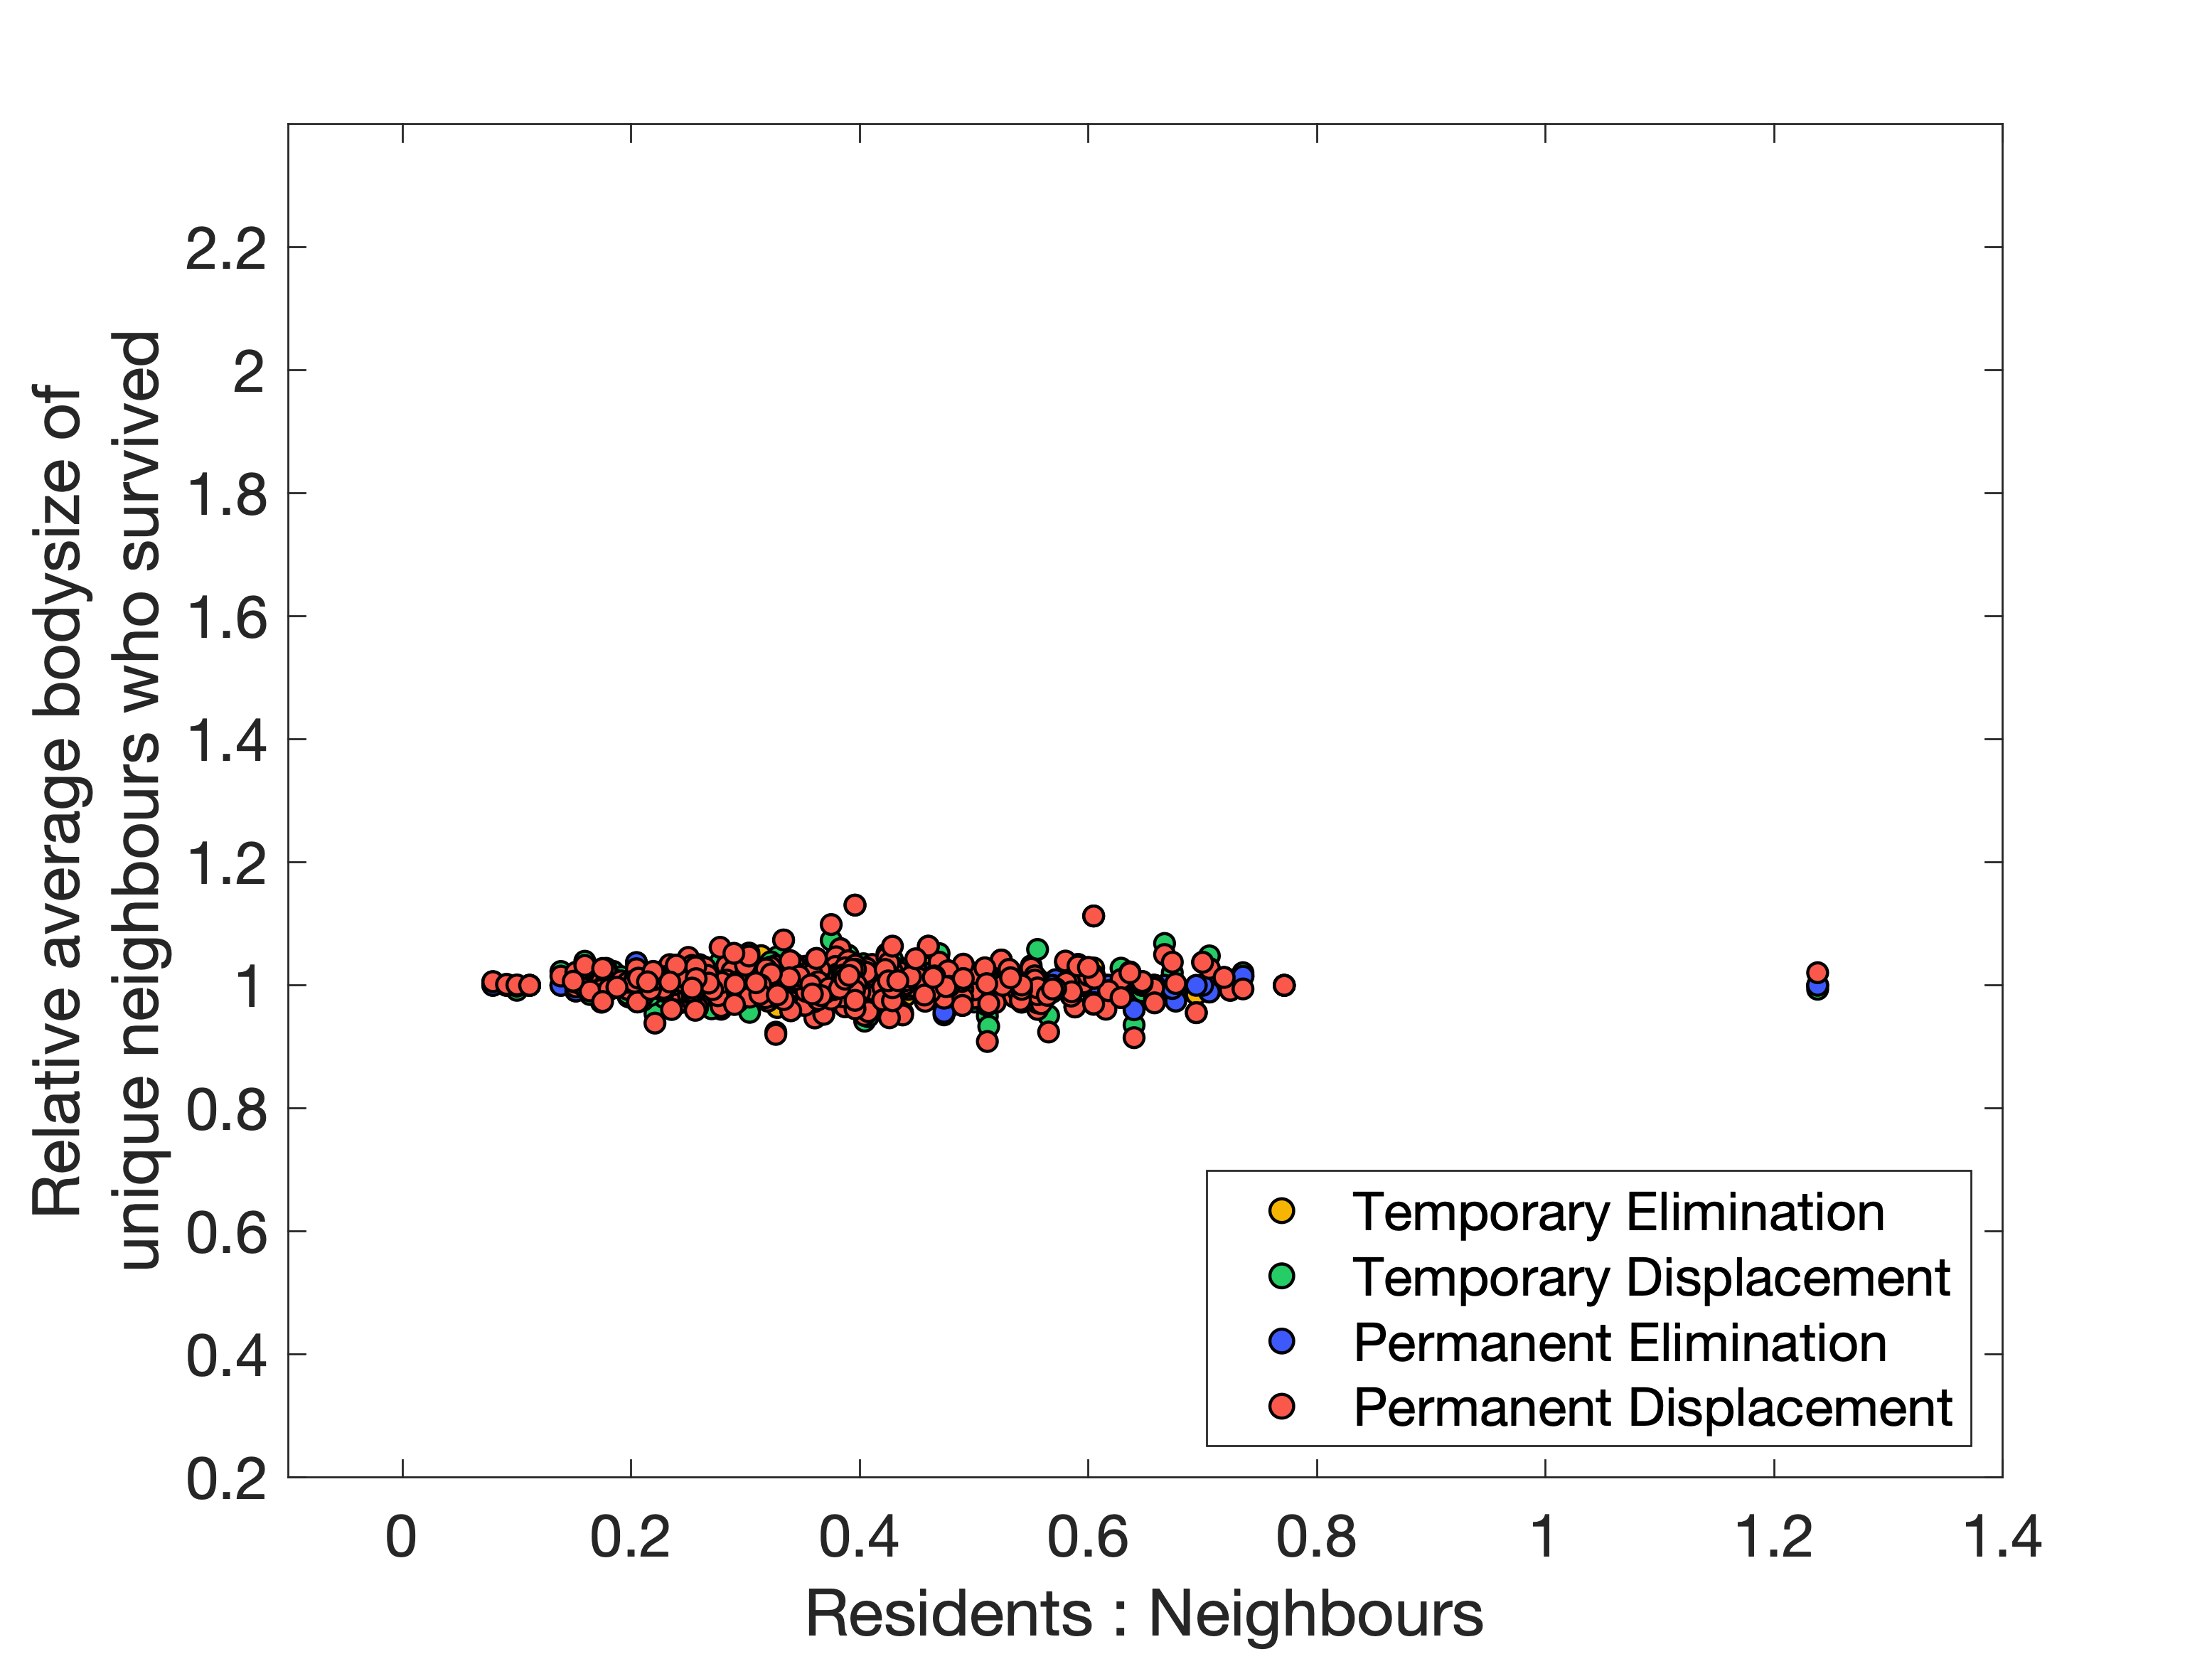 Relative average bodysize of
unique neighbours who survived
2.2
2
1.8
1.6
1.4
1.2
1
0.8
0.6
0.4
0.2
Temporary Elimination
Temporary Displacement
Permanent Elimination
Permanent Displacement
0 0.2 0.4 0.6 0.8 1 1.2 1.4
Residents : Neighbours